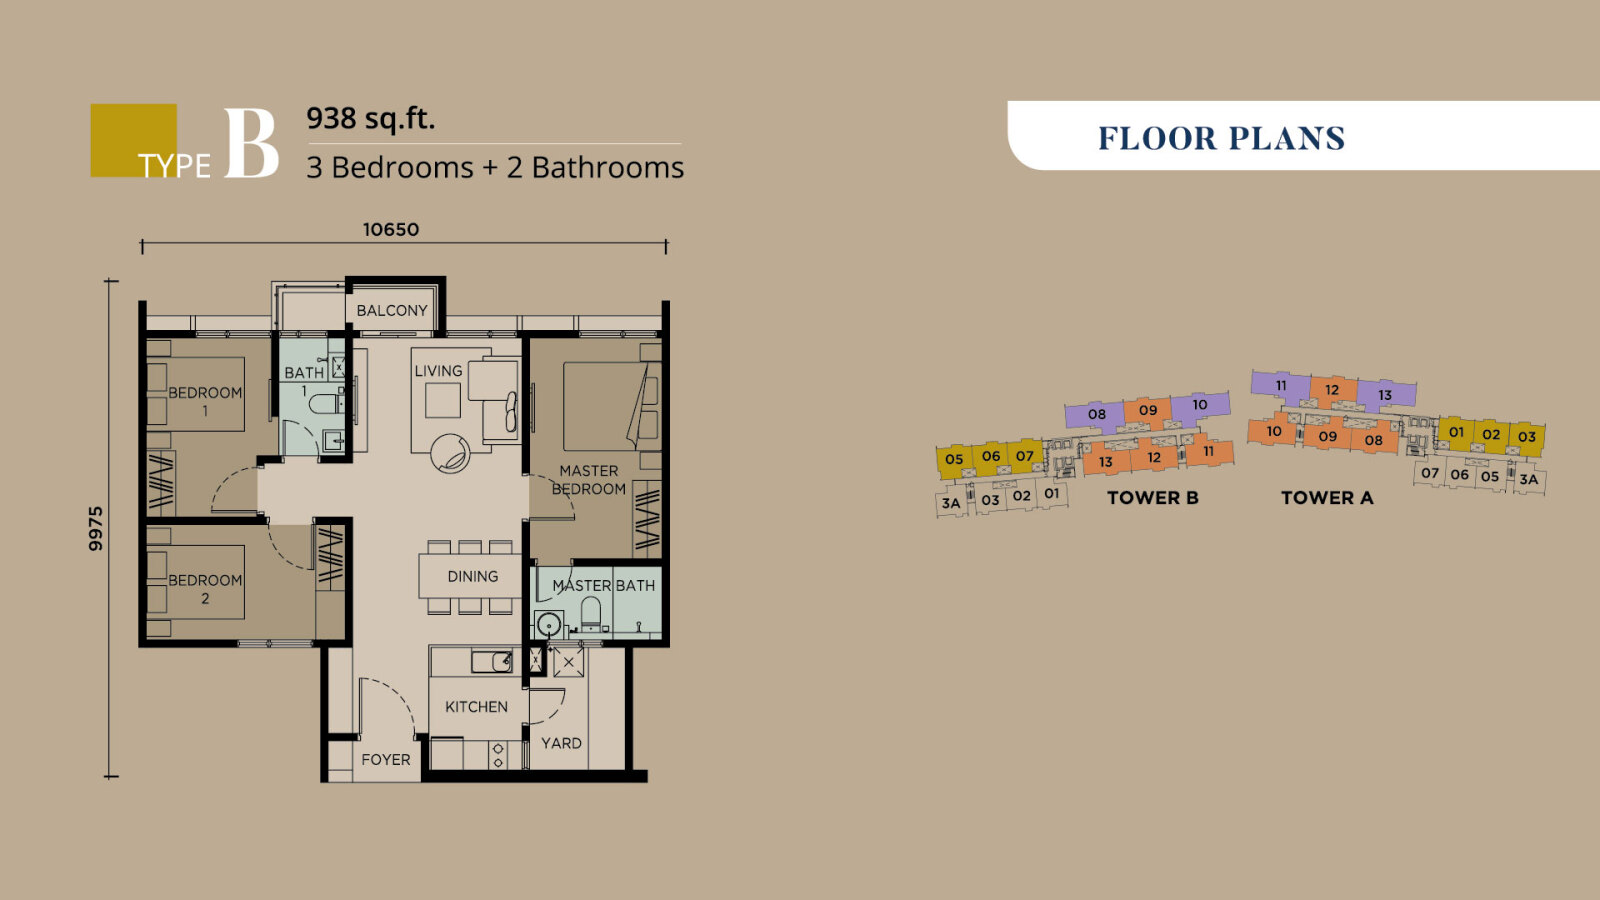 TYPE B
938 sq.ft.
3 Bedrooms + 2 Bathrooms
FLOOR PLANS
10650
9975
BALCONY
BEDROOM
1
BATH
1
LIVING
MASTER
BEDROOM
BEDROOM
2
DINING
MASTER BATH
KITCHEN
YARD
FOYER
08
09
10
05
06
07
13
12
11
3A
03
02
01
TOWER B
11
12
13
10
09
08
01
02
03
07
06
05
3A
TOWER A